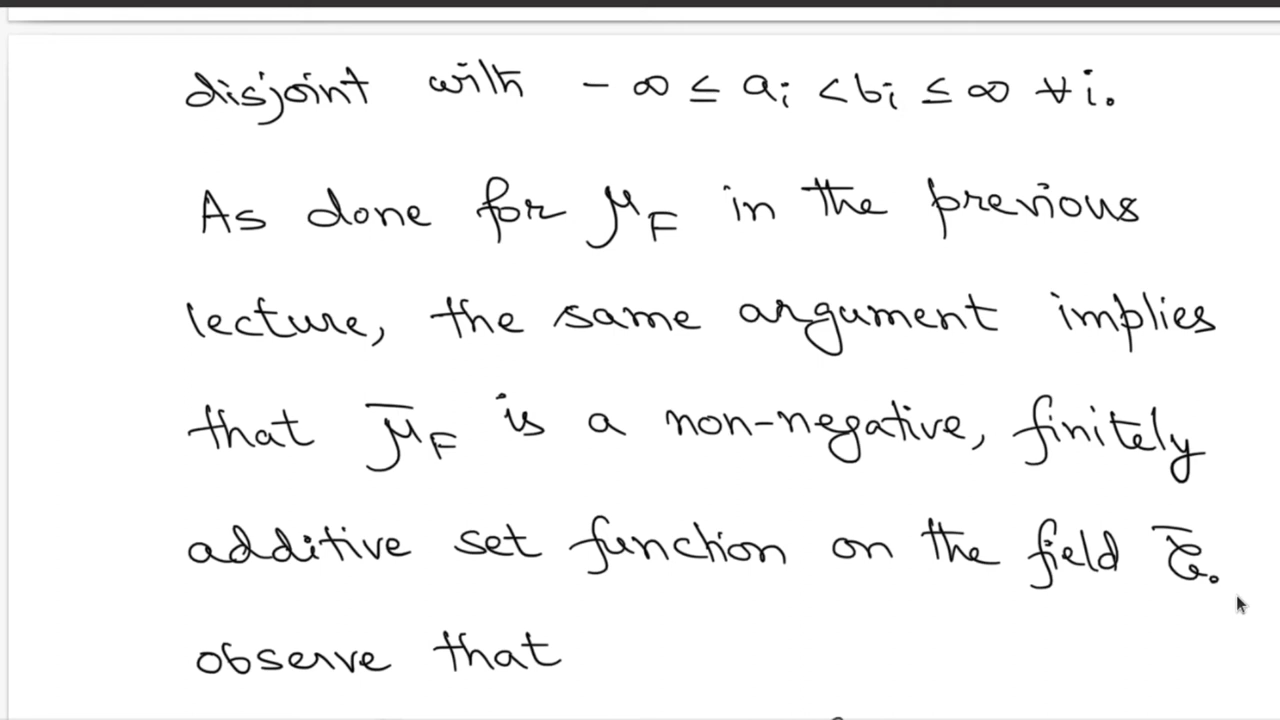 disjoint with - ∞ ≤ aᵢ < bᵢ ≤ ∞ ∀ i.
As done for μ_F in the previous
lecture, the same argument implies
that μ̅_F is a non-negative, finitely
additive set function on the field 𝒞̅.
observe that